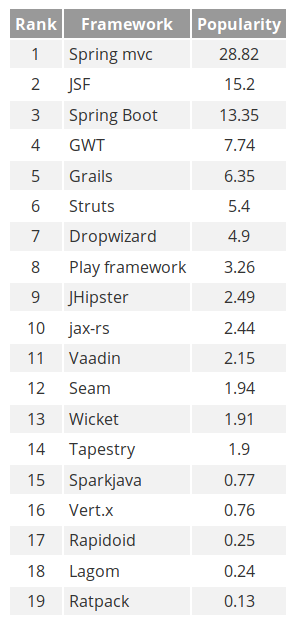 Rank Framework Popularity
1 Spring mvc 28.82
2 JSF 15.2
3 Spring Boot 13.35
4 GWT 7.74
5 Grails 6.35
6 Struts 5.4
7 Dropwizard 4.9
8 Play framework 3.26
9 JHipster 2.49
10 jax-rs 2.44
11 Vaadin 2.15
12 Seam 1.94
13 Wicket 1.91
14 Tapestry 1.9
15 Sparkjava 0.77
16 Vert.x 0.76
17 Rapidoid 0.25
18 Lagom 0.24
19 Ratpack 0.13